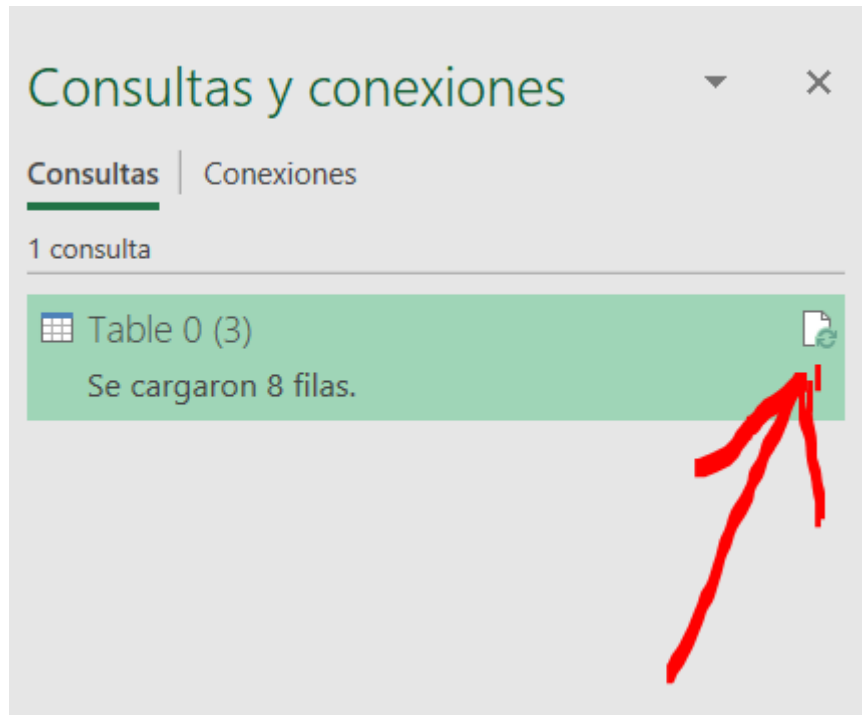 Consultas y conexiones
Consultas | Conexiones
1 consulta
Table 0 (3)
Se cargaron 8 filas.